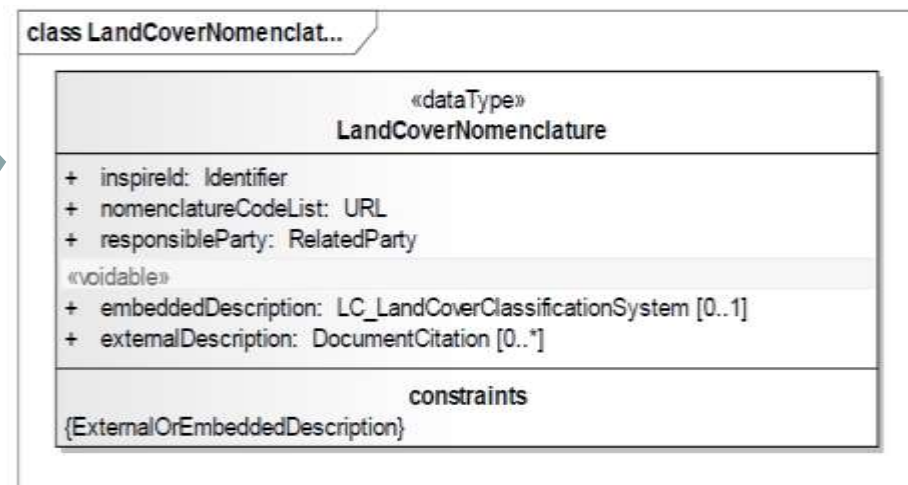 class LandCoverNomenclat...
«dataType»
LandCoverNomenclature
+ inspireId: Identifier
+ nomenclatureCodeList: URL
+ responsibleParty: RelatedParty
«voidable»
+ embeddedDescription: LC_LandCoverClassificationSystem [0..1]
+ externalDescription: DocumentCitation [0..*]
constraints
{ExternalOrEmbeddedDescription}